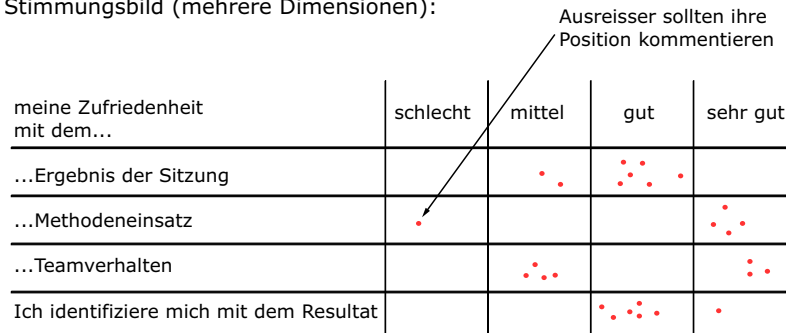 Stimmungsbild (mehrere Dimensionen):
Ausreisser sollten ihre
Position kommentieren
meine Zufriedenheit
mit dem...
schlecht
mittel
gut
sehr gut
...Ergebnis der Sitzung
...Methodeneinsatz
...Teamverhalten
Ich identifiziere mich mit dem Resultat